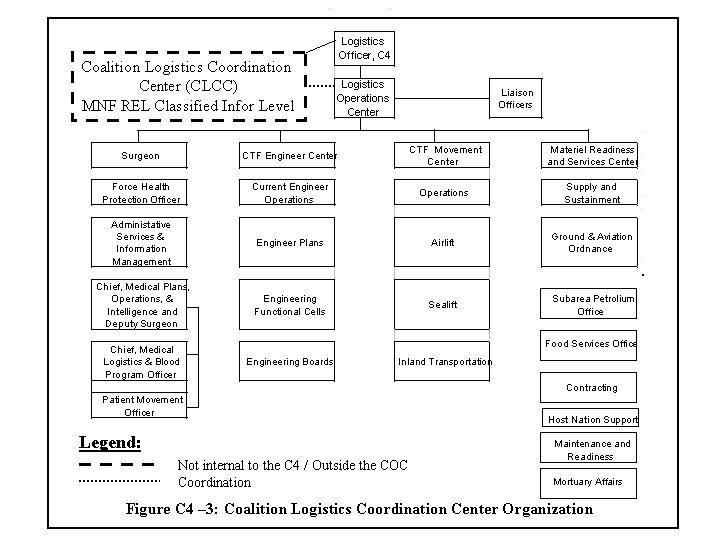 Logistics
Officer, C4
Coalition Logistics Coordination
Center (CLCC)
MNF REL Classified Infor Level
Logistics
Operations
Center
Liaison
Officers
Surgeon
CTF Engineer Center
CTF Movement
Center
Materiel Readiness
and Services Center
Force Health
Protection Officer
Current Engineer
Operations
Operations
Supply and
Sustainment
Administative
Services &
Information
Management
Engineer Plans
Airlift
Ground & Aviation
Ordnance
Chief, Medical Plans,
Operations, &
Intelligence and
Deputy Surgeon
Engineering
Functional Cells
Sealift
Subarea Petrolium
Office
Chief, Medical
Logistics & Blood
Program Officer
Engineering Boards
Inland Transportation
Food Services Office
Contracting
Patient Movement
Officer
Host Nation Support
Maintenance and
Readiness
Mortuary Affairs
Legend:
Not internal to the C4 / Outside the COC
Coordination
Figure C4 –3: Coalition Logistics Coordination Center Organization